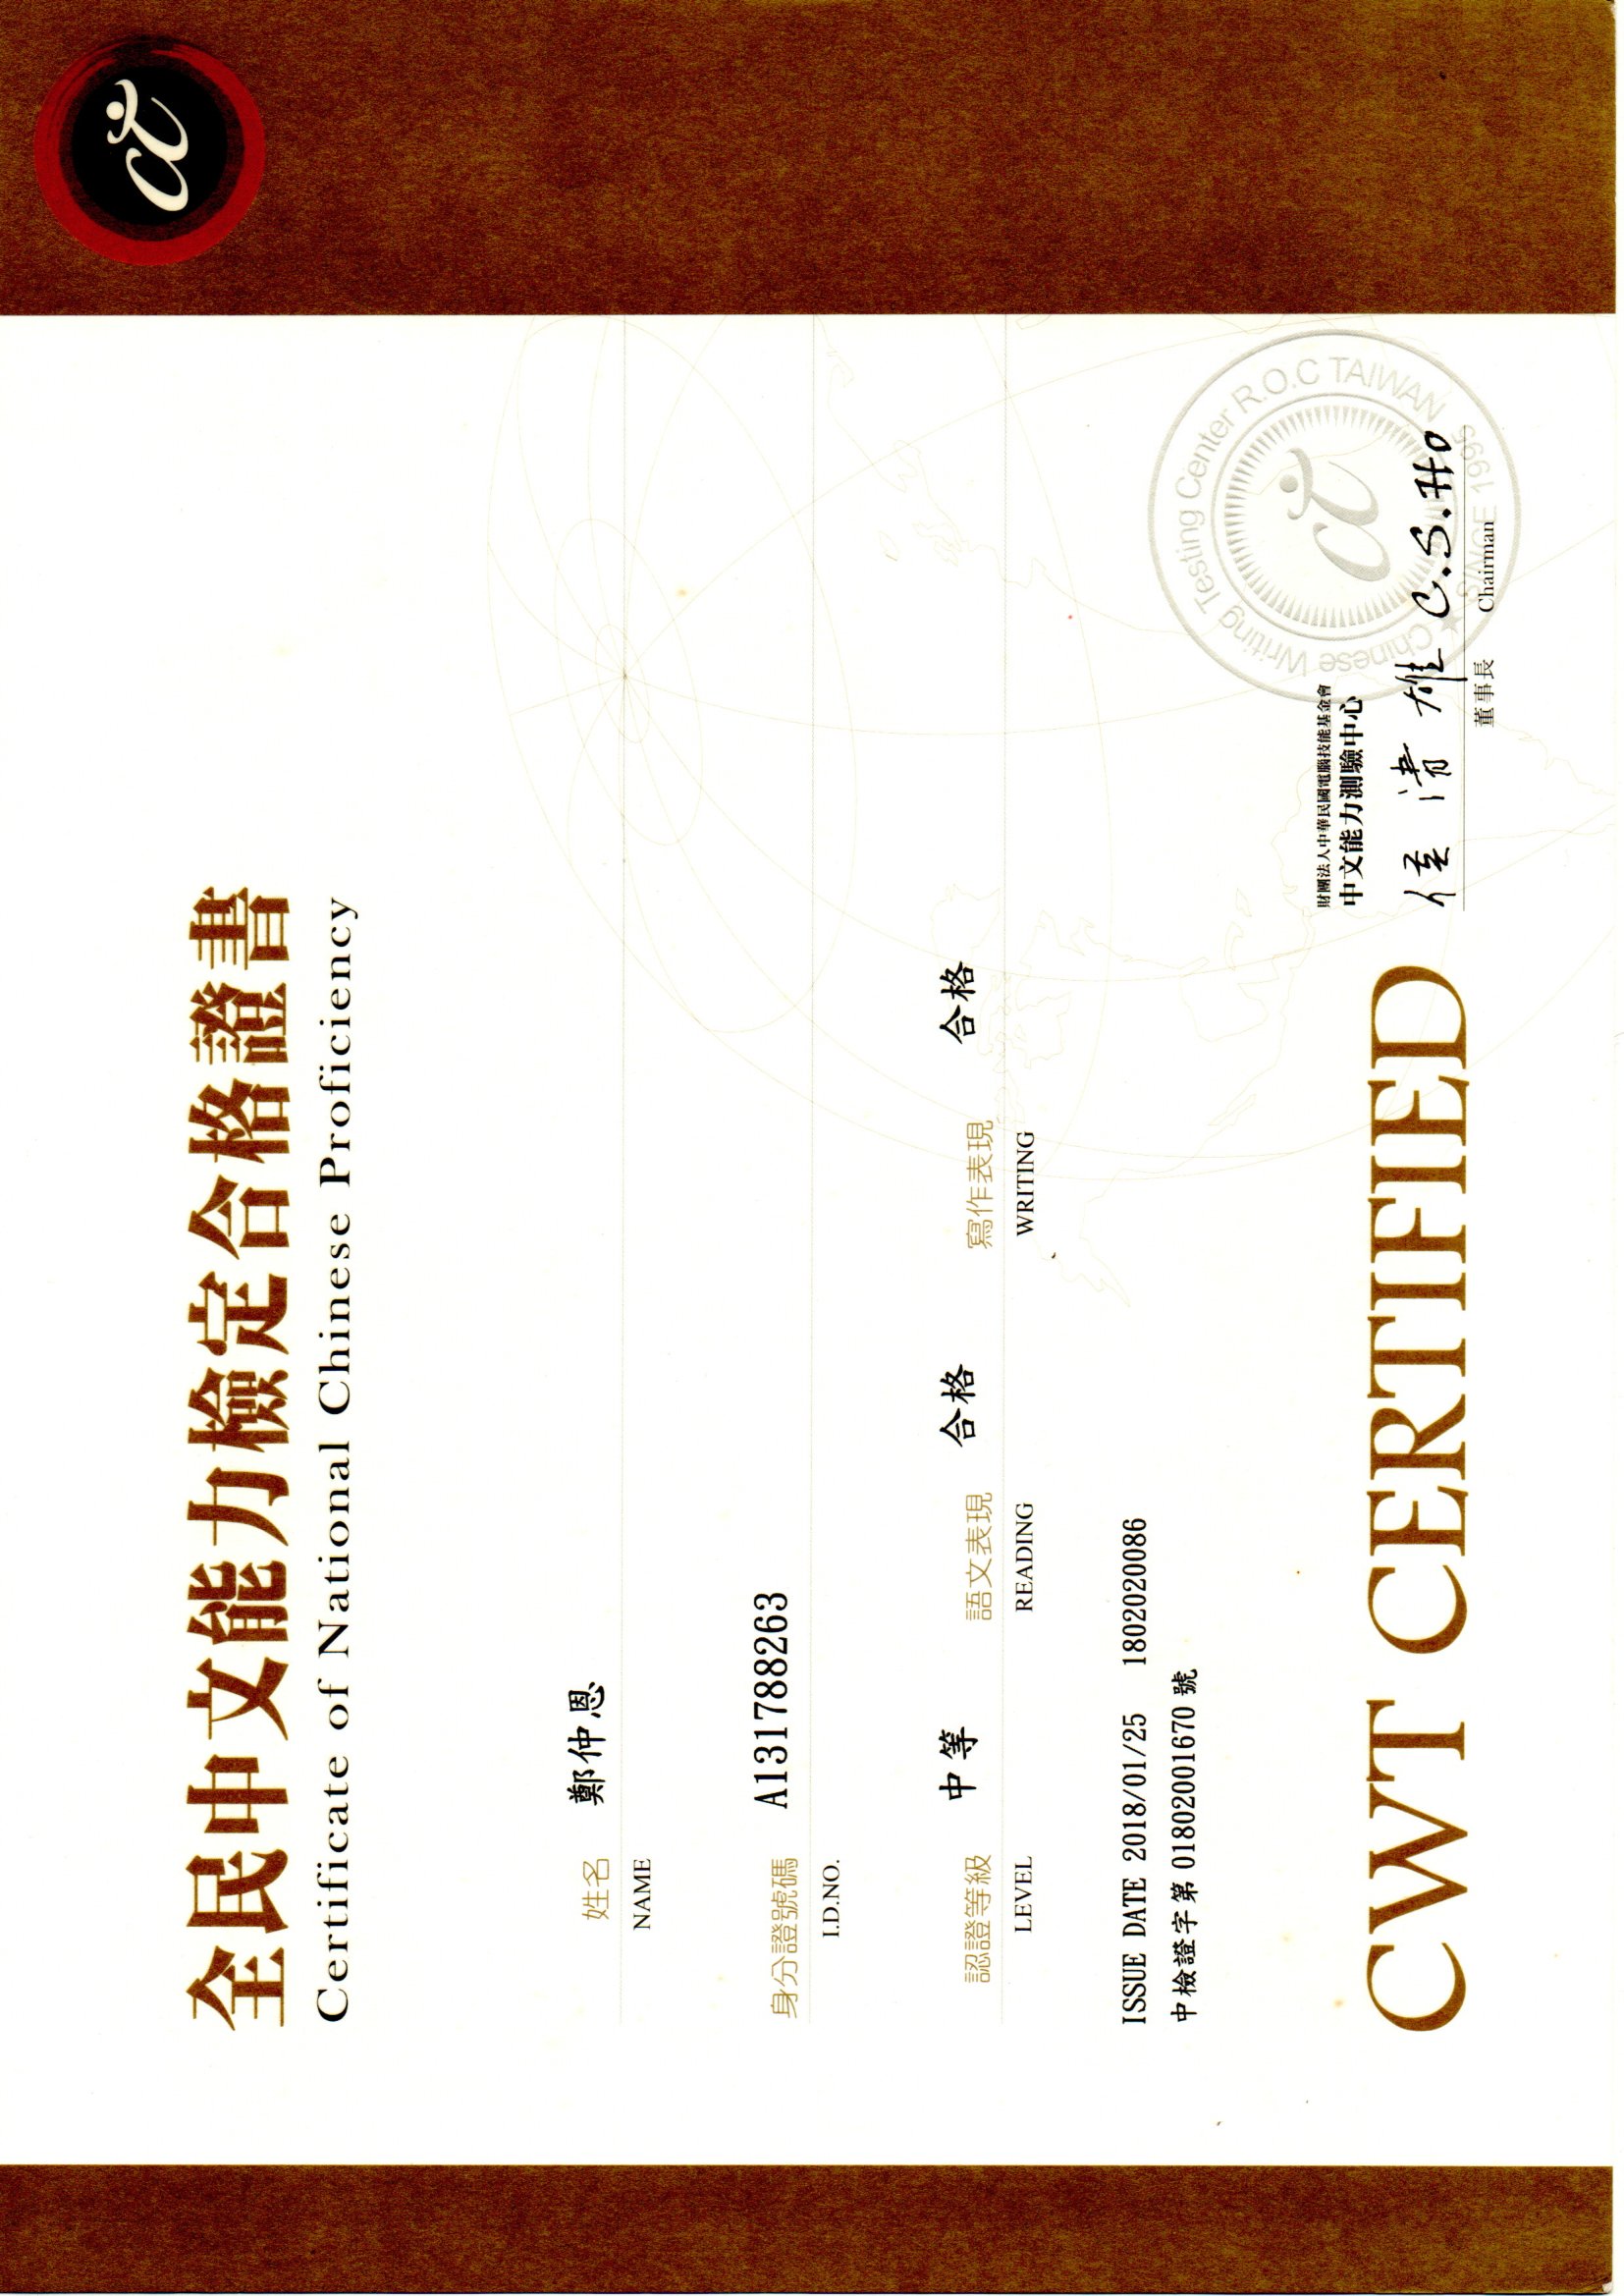 全民中文能力檢定合格證書
Certificate of National Chinese Proficiency
姓名 鄭仲恩
NAME
身分證號碼 A131788263
I.D.NO.
認證等級 中等 語文表現 合格 寫作表現 合格
LEVEL READING WRITING
ISSUE DATE 2018/01/25 1802020086
中檢證字第 01802001670 號
CWT CERTIFIED
財團法人中華民國電腦技能基金會
中文能力測驗中心
C.S.HO
董事長 Chairman
Chinese Writing Testing Center R.O.C TAIWAN
SINCE 1995